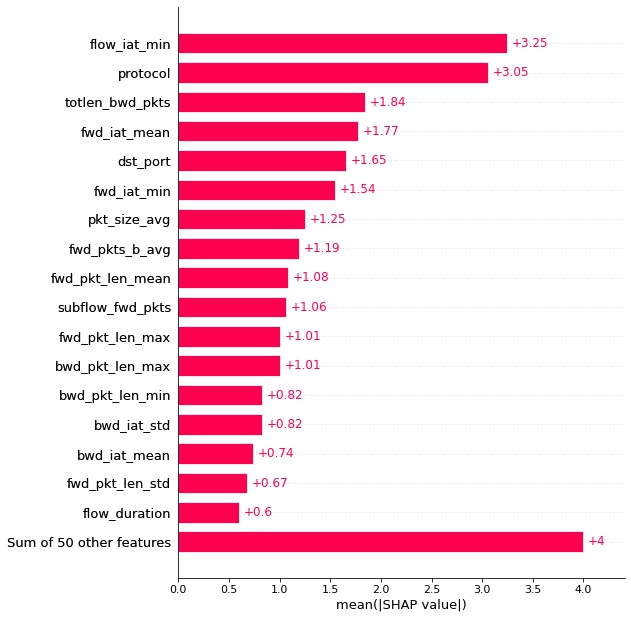 flow_iat_min +3.25
protocol +3.05
totlen_bwd_pkts +1.84
fwd_iat_mean +1.77
dst_port +1.65
fwd_iat_min +1.54
pkt_size_avg +1.25
fwd_pkts_b_avg +1.19
fwd_pkt_len_mean +1.08
subflow_fwd_pkts +1.06
fwd_pkt_len_max +1.01
bwd_pkt_len_max +1.01
bwd_pkt_len_min +0.82
bwd_iat_std +0.82
bwd_iat_mean +0.74
fwd_pkt_len_std +0.67
flow_duration +0.6
Sum of 50 other features +4
0.0 0.5 1.0 1.5 2.0 2.5 3.0 3.5 4.0
mean(|SHAP value|)